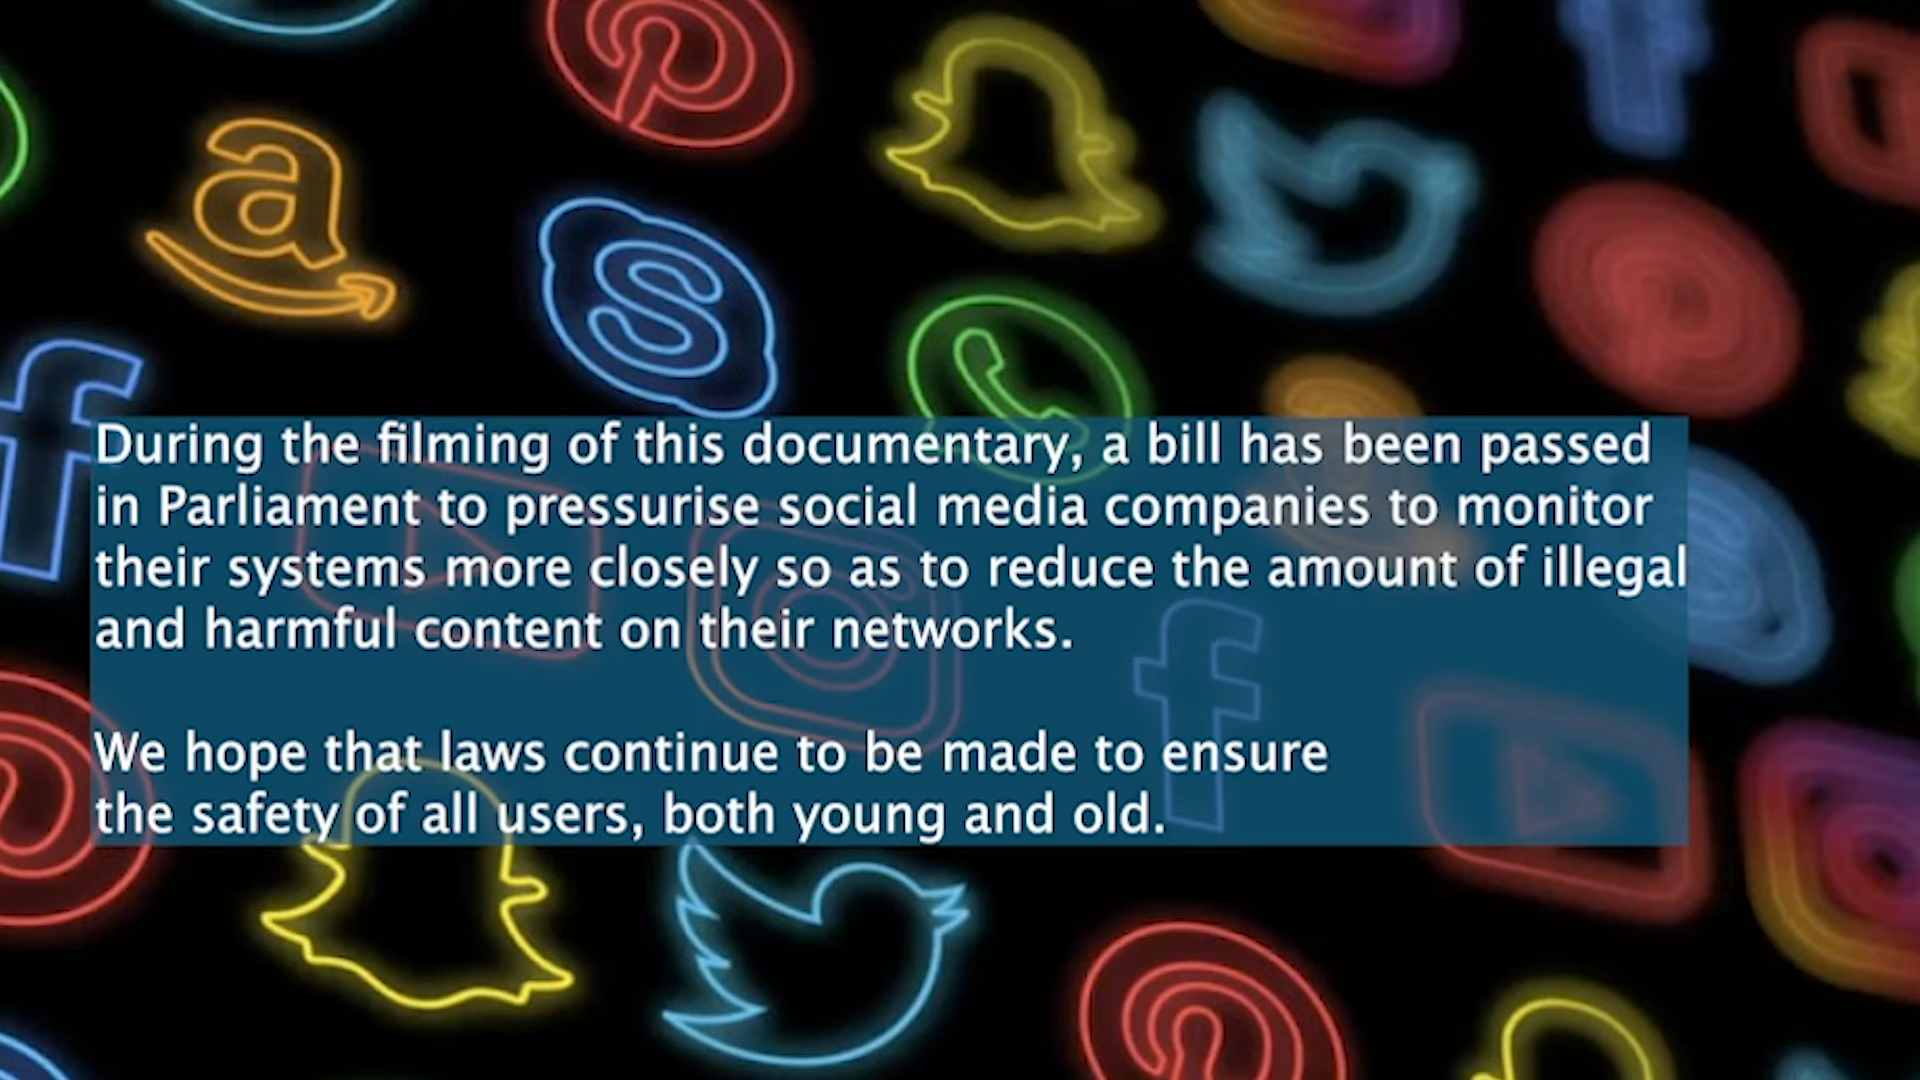 During the filming of this documentary, a bill has been passed
in Parliament to pressurise social media companies to monitor
their systems more closely so as to reduce the amount of illegal
and harmful content on their networks.
We hope that laws continue to be made to ensure
the safety of all users, both young and old.